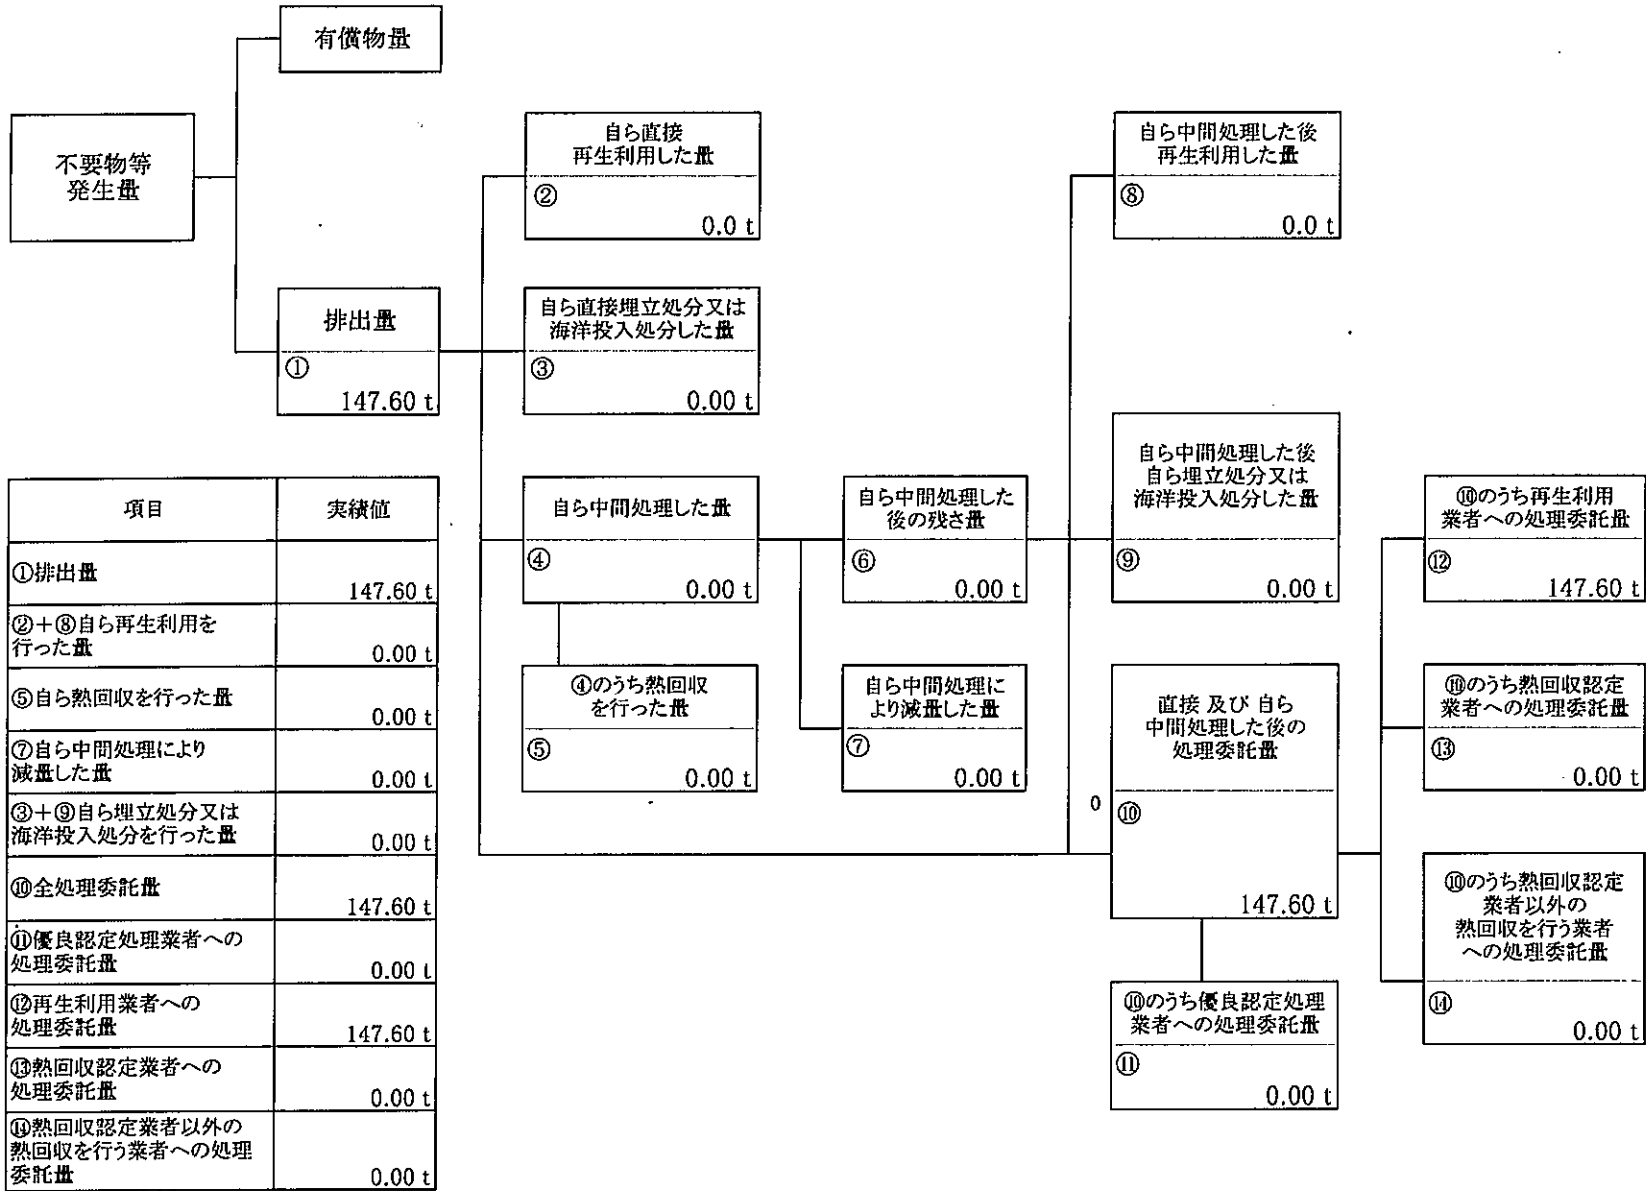 有償物量
不要物等
発生量
排出量
①
147.60 t
自ら直接
再生利用した量
②
0.0 t
自ら直接埋立処分又は
海洋投入処分した量
③
0.00 t
自ら中間処理した量
④
0.00 t
④のうち熱回収
を行った量
⑤
0.00 t
自ら中間処理した
後の残さ量
⑥
0.00 t
自ら中間処理に
より減量した量
⑦
0.00 t
自ら中間処理した後
再生利用した量
⑧
0.0 t
自ら中間処理した後
自ら埋立処分又は
海洋投入処分した量
⑨
0.00 t
直接 及び 自ら
中間処理した後の
処理委託量
0
⑩
147.60 t
⑩のうち優良認定処理
業者への処理委託量
⑪
0.00 t
⑩のうち再生利用
業者への処理委託量
⑫
147.60 t
⑩のうち熱回収認定
業者への処理委託量
⑬
0.00 t
⑩のうち熱回収認定
業者以外の
熱回収を行う業者
への処理委託量
⑭
0.00 t
項目 実績値
①排出量
147.60 t
②＋⑧自ら再生利用を
行った量
0.00 t
⑤自ら熱回収を行った量
0.00 t
⑦自ら中間処理により
減量した量
0.00 t
③＋⑨自ら埋立処分又は
海洋投入処分を行った量
0.00 t
⑩全処理委託量
147.60 t
⑪優良認定処理業者への
処理委託量
0.00 t
⑫再生利用業者への
処理委託量
147.60 t
⑬熱回収認定業者への
処理委託量
0.00 t
⑭熱回収認定業者以外の
熱回収を行う業者への処理
委託量
0.00 t